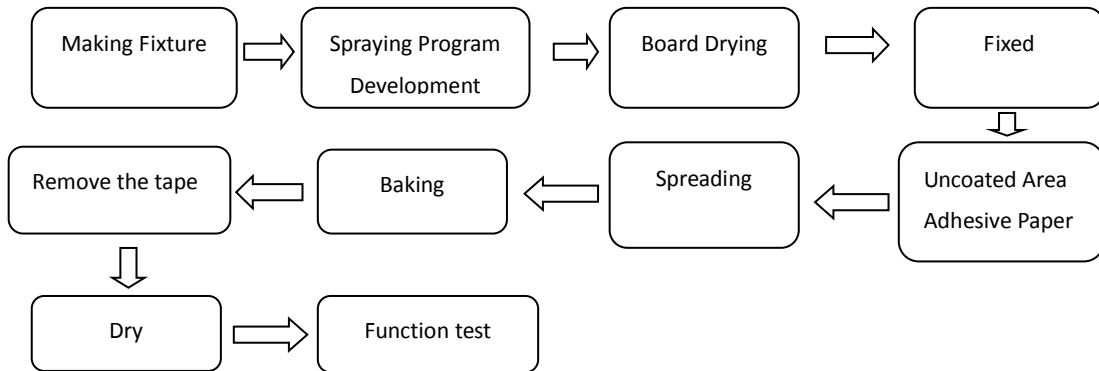 Making Fixture
Spraying Program
Development
Board Drying
Fixed
Uncoated Area
Adhesive Paper
Spreading
Baking
Remove the tape
Dry
Function test